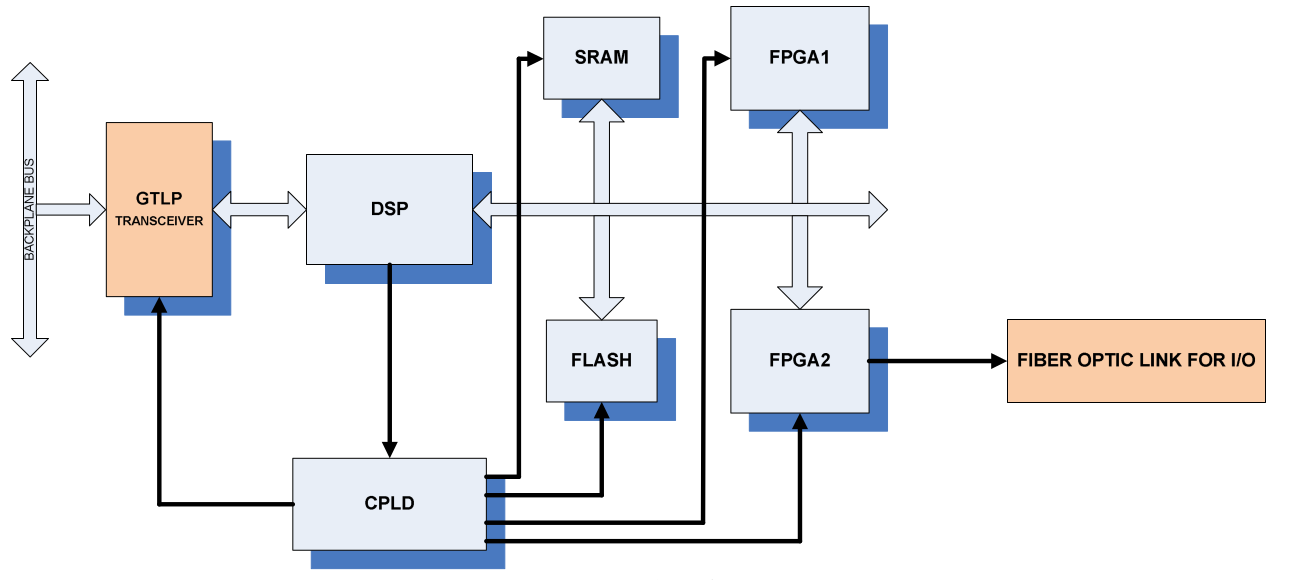 BACKPLANE BUS
GTLP
TRANSCEIVER
DSP
SRAM
FPGA1
FLASH
FPGA2
FIBER OPTIC LINK FOR I/O
CPLD